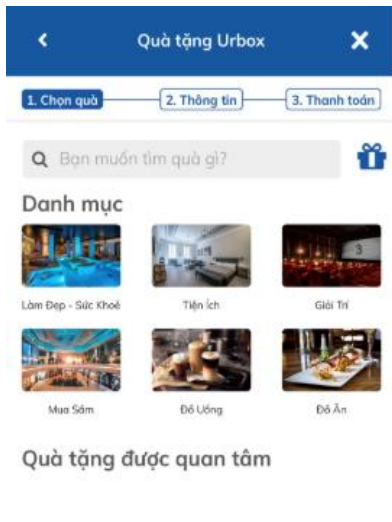 Quà tặng Urbox
1. Chọn quà 2. Thông tin 3. Thanh toán
Bạn muốn tìm quà gì?
Danh mục
Làm Đẹp - Sức Khoẻ Tiện Ích Giải Trí
Mua Sắm Đồ Uống Đồ Ăn
Quà tặng được quan tâm